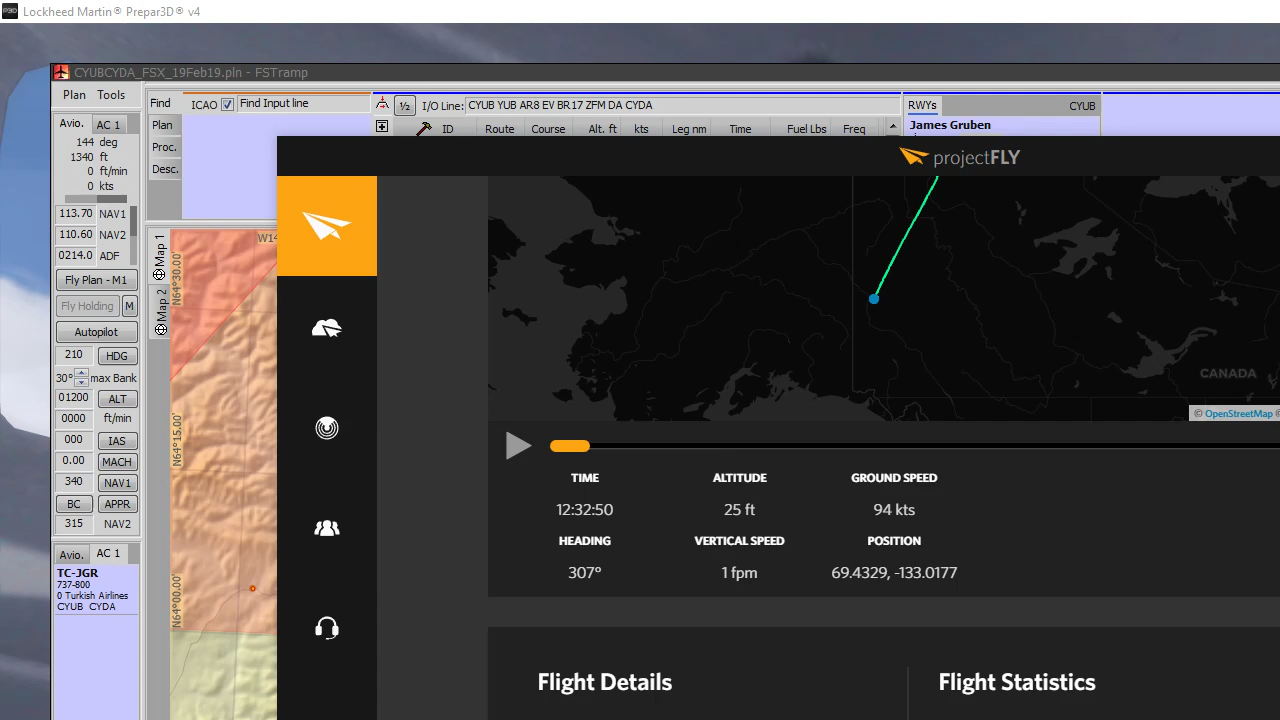 Lockheed Martin® Prepar3D® v4
CYUBCYDA_FSX_19Feb19.pln - FSTramp
Plan Tools
Find ICAO Find Input line
½ I/O Line: CYUB YUB AR8 EV BR 17 ZFM DA CYDA
RWYs CYUB
Avio. AC 1
Plan
ID Route Course Alt. ft kts Leg nm Time Fuel Lbs Freq
James Gruben
144 deg
Proc.
1340 ft
0 ft/min
Desc.
0 kts
projectFLY
113.70 NAV1
110.60 NAV2
0214.0 ADF
Map 1
Map 2
W14
N64°30.00'
N64°15.00'
N64°00.00'
Fly Plan - M1
Fly Holding M
Autopilot
210 HDG
30° max Bank
01200 ALT
0000 ft/min
000 IAS
0.00 MACH
340 NAV1
BC APPR
315 NAV2
Avio. AC 1
TC-JGR
737-800
0 Turkish Airlines
CYUB CYDA
CANADA
© OpenStreetMap ©
TIME ALTITUDE GROUND SPEED
12:32:50 25 ft 94 kts
HEADING VERTICAL SPEED POSITION
307° 1 fpm 69.4329, -133.0177
Flight Details Flight Statistics